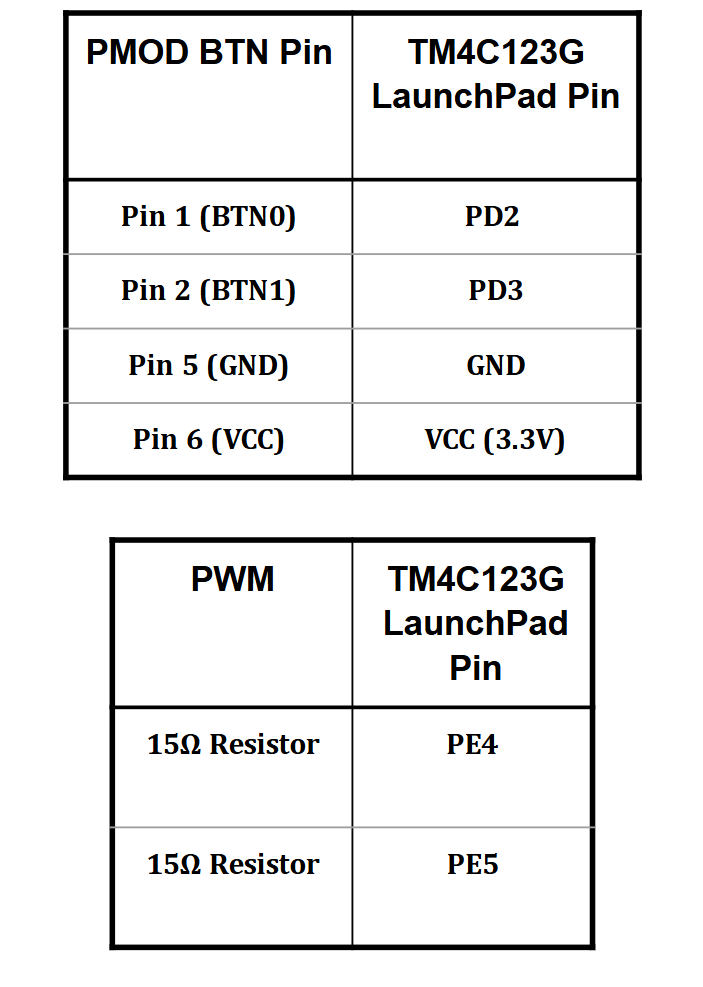 PMOD BTN Pin
TM4C123G
LaunchPad Pin
Pin 1 (BTN0)
PD2
Pin 2 (BTN1)
PD3
Pin 5 (GND)
GND
Pin 6 (VCC)
VCC (3.3V)
PWM
TM4C123G
LaunchPad
Pin
15Ω Resistor
PE4
15Ω Resistor
PE5